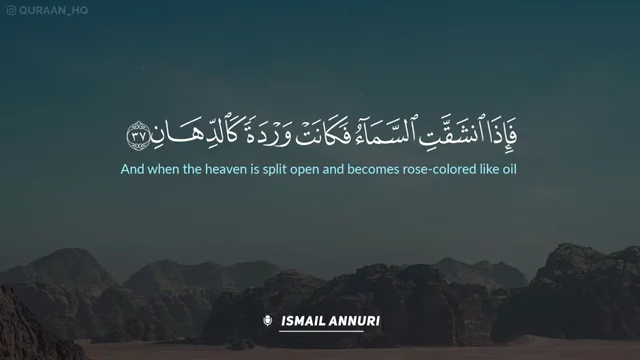 QURAAN_HQ
فَإِذَا ٱنشَقَّتِ ٱلسَّمَآءُ فَكَانَتْ وَرْدَةً كَٱلدِّهَانِ ٣٧
And when the heaven is split open and becomes rose-colored like oil
ISMAIL ANNURI